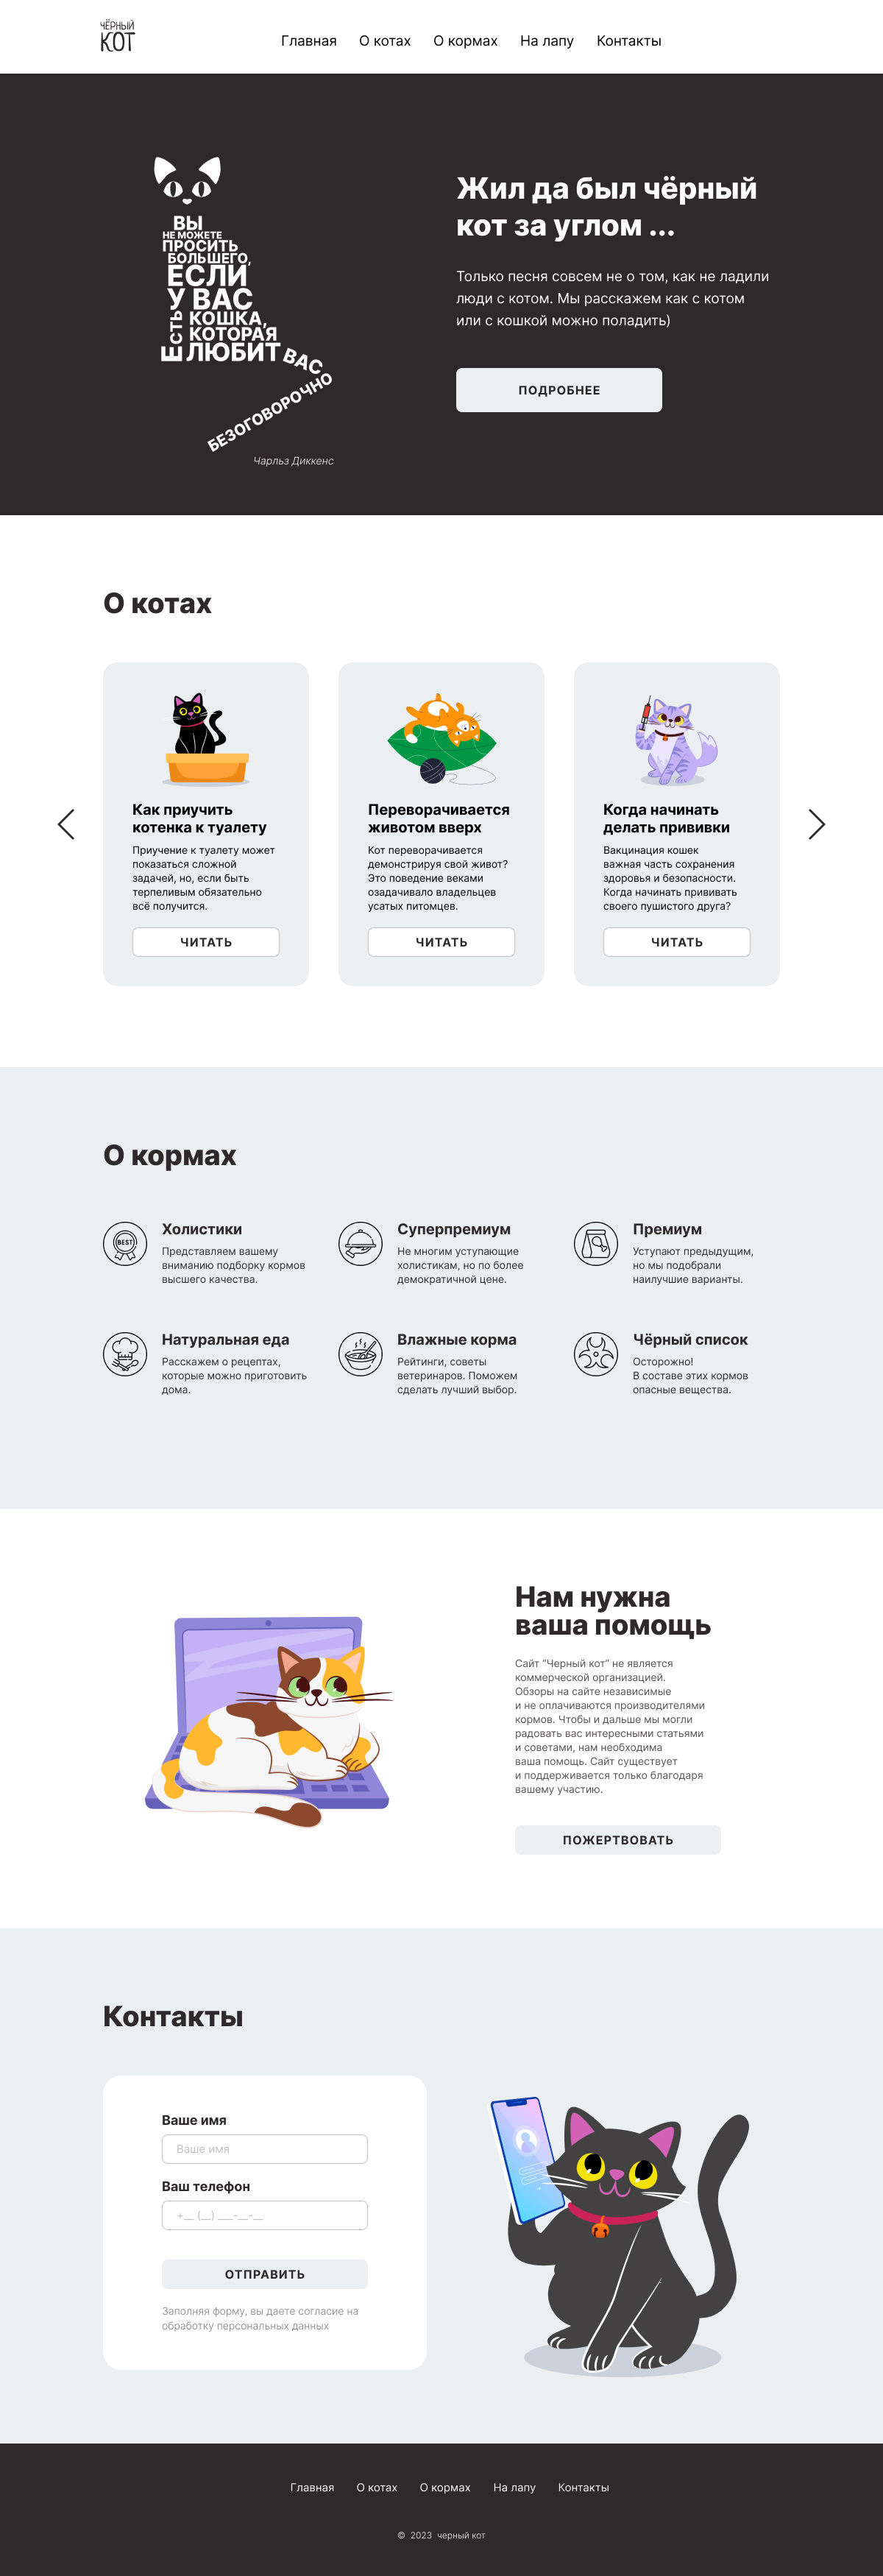 ЧЁРНЫЙ
КОТ
Главная О котах О кормах На лапу Контакты
ВЫ
НЕ МОЖЕТЕ
ПРОСИТЬ
БОЛЬШЕГО,
ЕСЛИ
У ВАС
ЕСТЬ КОШКА,
КОТОРАЯ
ЛЮБИТ ВАС
БЕЗОГОВОРОЧНО
Чарльз Диккенс
Жил да был чёрный
кот за углом ...
Только песня совсем не о том, как не ладили
люди с котом. Мы расскажем как с котом
или с кошкой можно поладить)
ПОДРОБНЕЕ
О котах
Как приучить
котенка к туалету
Приучение к туалету может
показаться сложной
задачей, но, если быть
терпеливым обязательно
всё получится.
ЧИТАТЬ
Переворачивается
животом вверх
Кот переворачивается
демонстрируя свой живот?
Это поведение веками
озадачивало владельцев
усатых питомцев.
ЧИТАТЬ
Когда начинать
делать прививки
Вакцинация кошек
важная часть сохранения
здоровья и безопасности.
Когда начинать прививать
своего пушистого друга?
ЧИТАТЬ
О кормах
BEST
Холистики
Представляем вашему
вниманию подборку кормов
высшего качества.
Суперпремиум
Не многим уступающие
холистикам, но по более
демократичной цене.
Премиум
Уступают предыдущим,
но мы подобрали
наилучшие варианты.
Натуральная еда
Расскажем о рецептах,
которые можно приготовить
дома.
Влажные корма
Рейтинги, советы
ветеринаров. Поможем
сделать лучший выбор.
Чёрный список
Осторожно!
В составе этих кормов
опасные вещества.
Нам нужна
ваша помощь
Сайт “Черный кот” не является
коммерческой организацией.
Обзоры на сайте независимые
и не оплачиваются производителями
кормов. Чтобы и дальше мы могли
радовать вас интересными статьями
и советами, нам необходима
ваша помощь. Сайт существует
и поддерживается только благодаря
вашему участию.
ПОЖЕРТВОВАТЬ
Контакты
Ваше имя
Ваше имя
Ваш телефон
+__ (__) ___-__-__
ОТПРАВИТЬ
Заполняя форму, вы даете согласие на
обработку персональных данных
Главная О котах О кормах На лапу Контакты
© 2023 черный кот